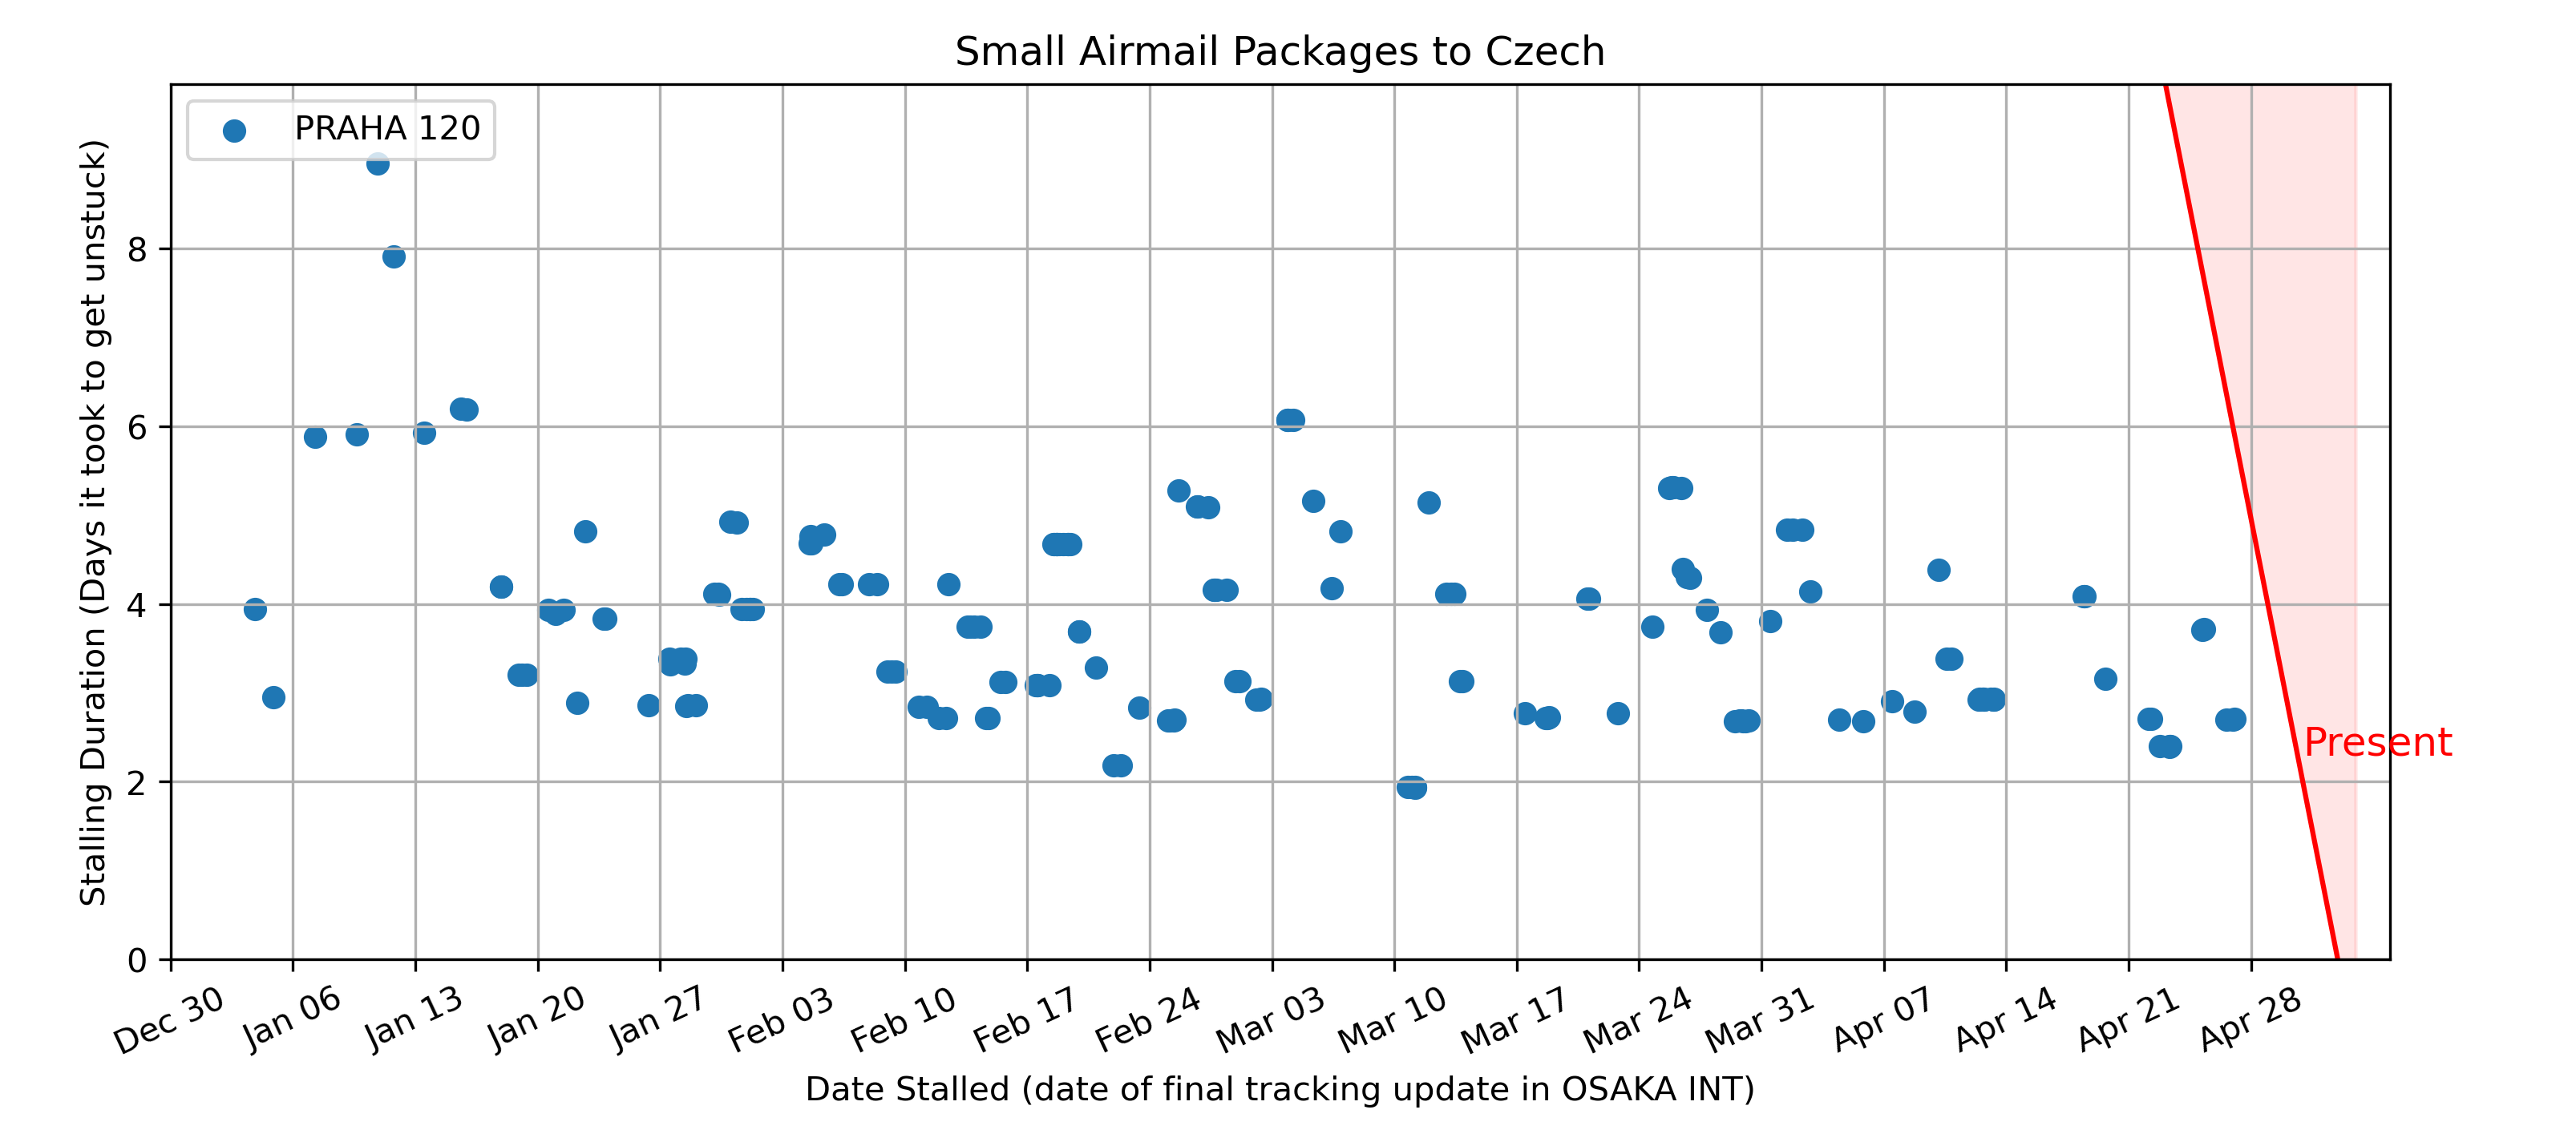 Small Airmail Packages to Czech
PRAHA 120
Stalling Duration (Days it took to get unstuck)
8
6
4
2
0
Present
Dec 30
Jan 06
Jan 13
Jan 20
Jan 27
Feb 03
Feb 10
Feb 17
Feb 24
Mar 03
Mar 10
Mar 17
Mar 24
Mar 31
Apr 07
Apr 14
Apr 21
Apr 28
Date Stalled (date of final tracking update in OSAKA INT)